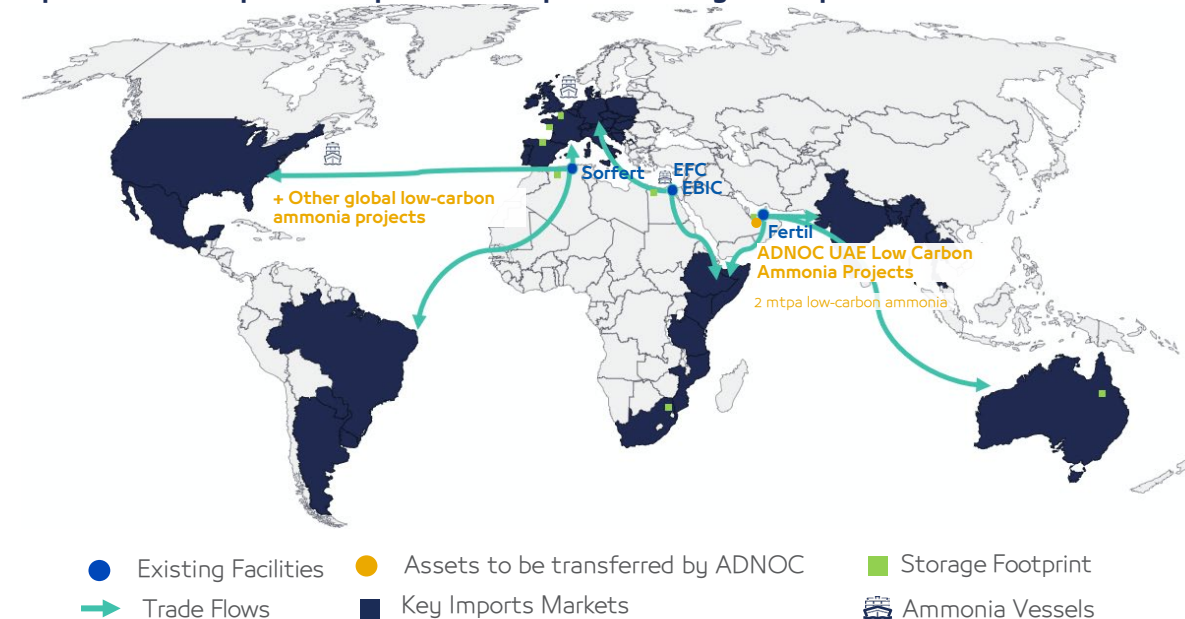 Sorfert
EFC
EBIC
+ Other global low-carbon
ammonia projects
Fertil
ADNOC UAE Low Carbon
Ammonia Projects
2 mtpa low-carbon ammonia
Existing Facilities
Assets to be transferred by ADNOC
Storage Footprint
Trade Flows
Key Imports Markets
Ammonia Vessels